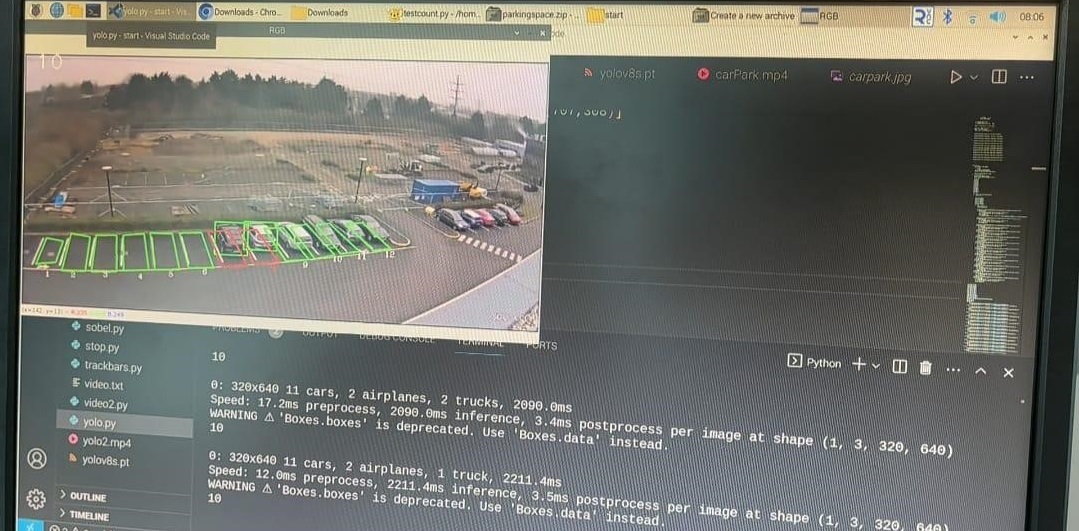 yolo.py - start - Vis...
Downloads - Chro...
Downloads
testcount.py - /hom...
parkingspace.zip - ...
start
Create a new archive
RGB
08:06
yolo.py - start - Visual Studio Code
RGB
10
yolov8s.pt
carPark.mp4
carpark.jpg
1 2 3 4 5 6 9 10 11 12
sobel.py
stop.py
trackbars.py
video.txt
video2.py
yolo.py
yolo2.mp4
yolov8s.pt
OUTLINE
TIMELINE
PROBLEMS 2 OUTPUT DEBUG CONSOLE TERMINAL PORTS
Python
10
0: 320x640 11 cars, 2 airplanes, 2 trucks, 2090.0ms
Speed: 17.2ms preprocess, 2090.0ms inference, 3.4ms postprocess per image at shape (1, 3, 320, 640)
WARNING ⚠ 'Boxes.boxes' is deprecated. Use 'Boxes.data' instead.
10
0: 320x640 11 cars, 2 airplanes, 1 truck, 2211.4ms
Speed: 12.0ms preprocess, 2211.4ms inference, 3.5ms postprocess per image at shape (1, 3, 320, 640)
WARNING ⚠ 'Boxes.boxes' is deprecated. Use 'Boxes.data' instead.
10